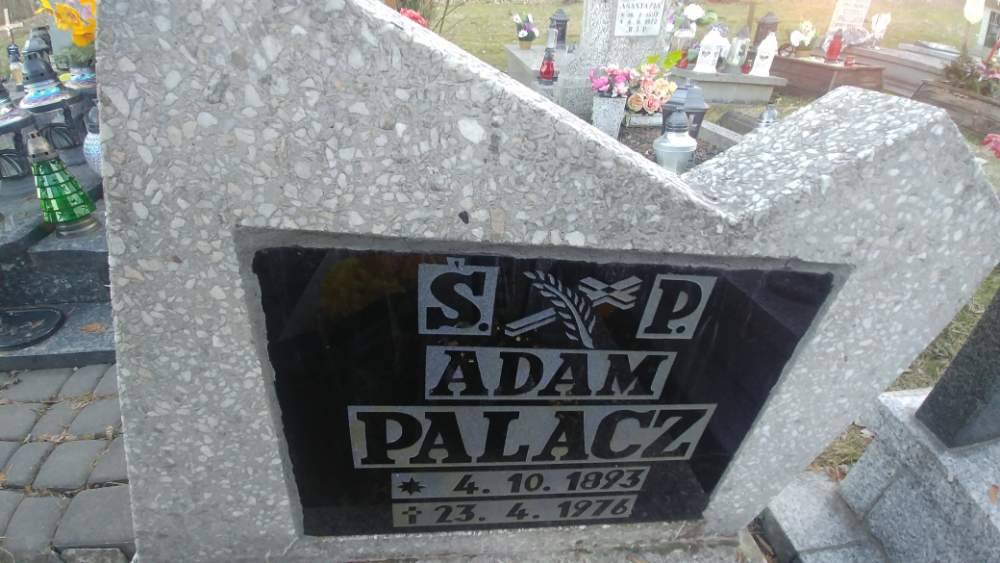 Ś. P.
ADAM
PALACZ
* 4. 10. 1893
† 23. 4. 1976